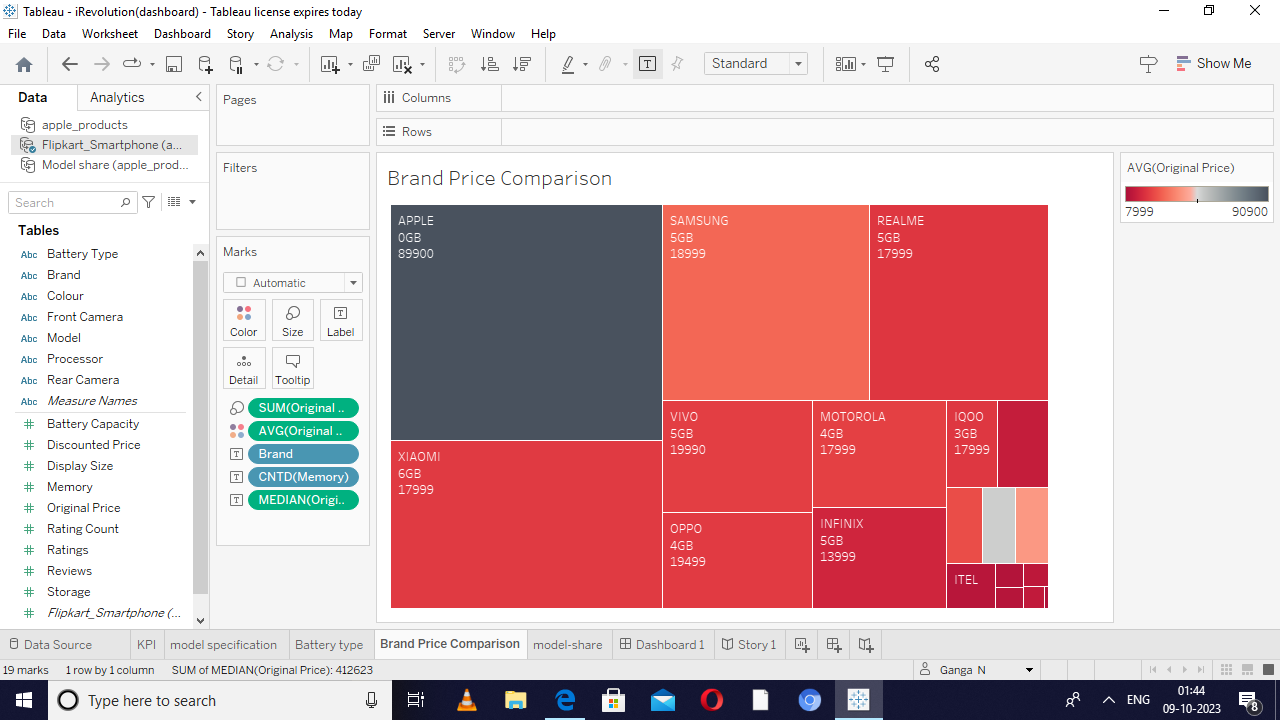 Tableau - iRevolution(dashboard) - Tableau license expires today
File Data Worksheet Dashboard Story Analysis Map Format Server Window Help
Standard
Show Me
Data Analytics
apple_products
Flipkart_Smartphone (a...
Model share (apple_prod...
Search
Tables
Abc Battery Type
Abc Brand
Abc Colour
Abc Front Camera
Abc Model
Abc Processor
Abc Rear Camera
Abc Measure Names
# Battery Capacity
# Discounted Price
# Display Size
# Memory
# Original Price
# Rating Count
# Ratings
# Reviews
# Storage
# Flipkart_Smartphone (...
Pages
Filters
Marks
Automatic
Color Size Label
Detail Tooltip
SUM(Original ..
AVG(Original ..
Brand
CNTD(Memory)
MEDIAN(Origi..
Columns
Rows
Brand Price Comparison
APPLE
0GB
89900
SAMSUNG
5GB
18999
REALME
5GB
17999
XIAOMI
6GB
17999
VIVO
5GB
19990
MOTOROLA
4GB
17999
IQOO
3GB
17999
OPPO
4GB
19499
INFINIX
5GB
13999
ITEL
AVG(Original Price)
7999 90900
Data Source KPI model specification Battery type Brand Price Comparison model-share Dashboard 1 Story 1
19 marks 1 row by 1 column SUM of MEDIAN(Original Price): 412623 Ganga N
Type here to search
ENG
01:44
09-10-2023
8